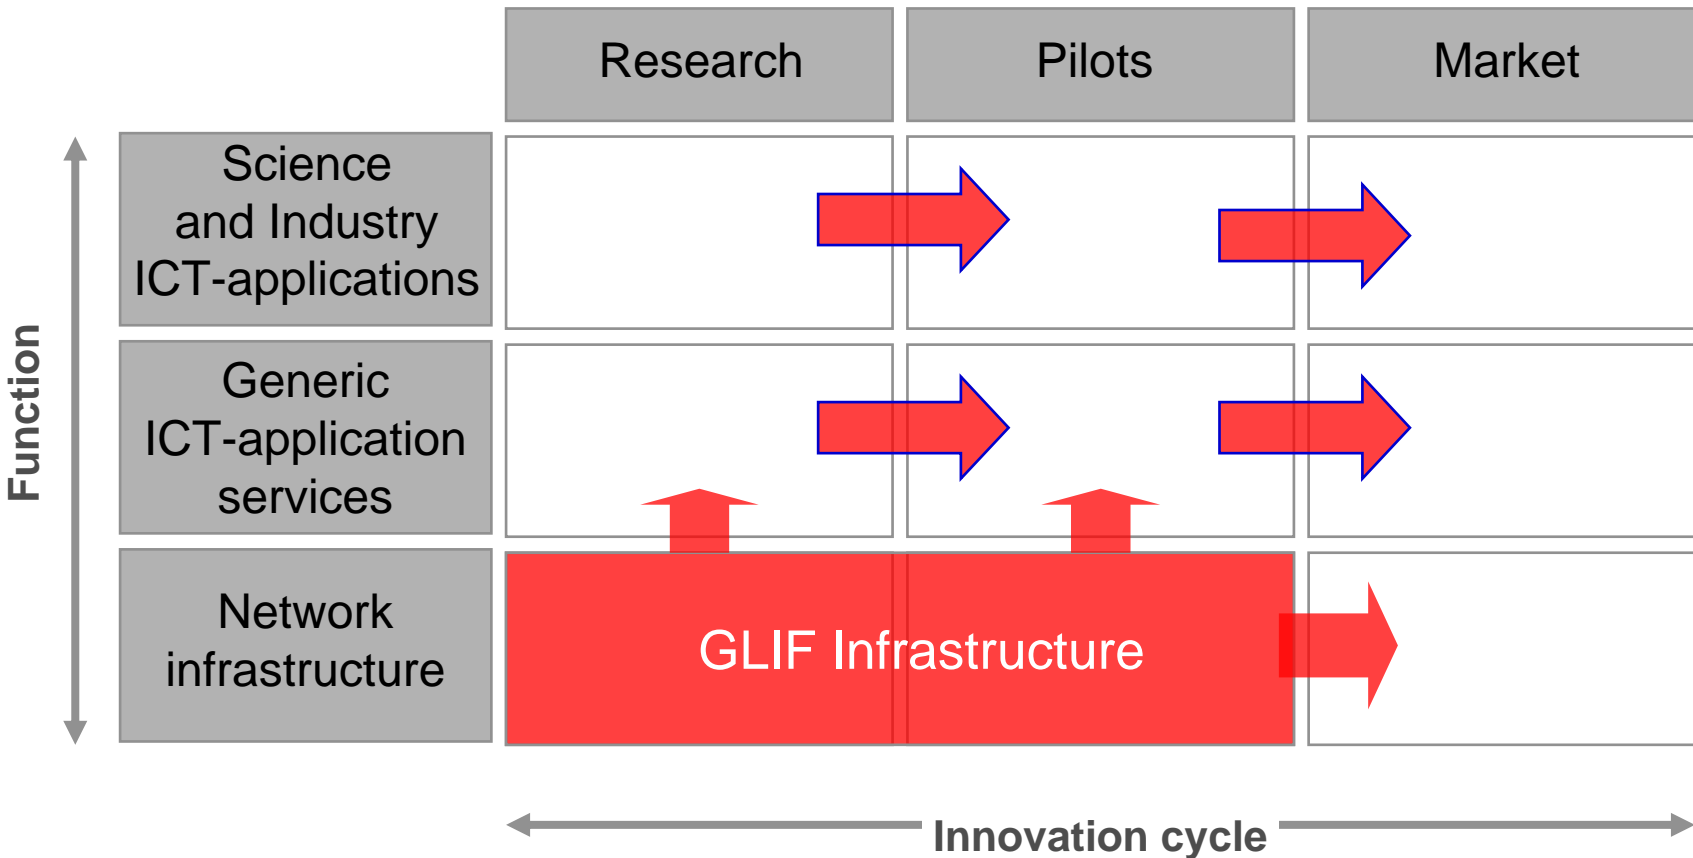 Research
Pilots
Market
Science
and Industry
ICT-applications
Generic
ICT-application
services
Network
infrastructure
GLIF Infrastructure
Function
Innovation cycle